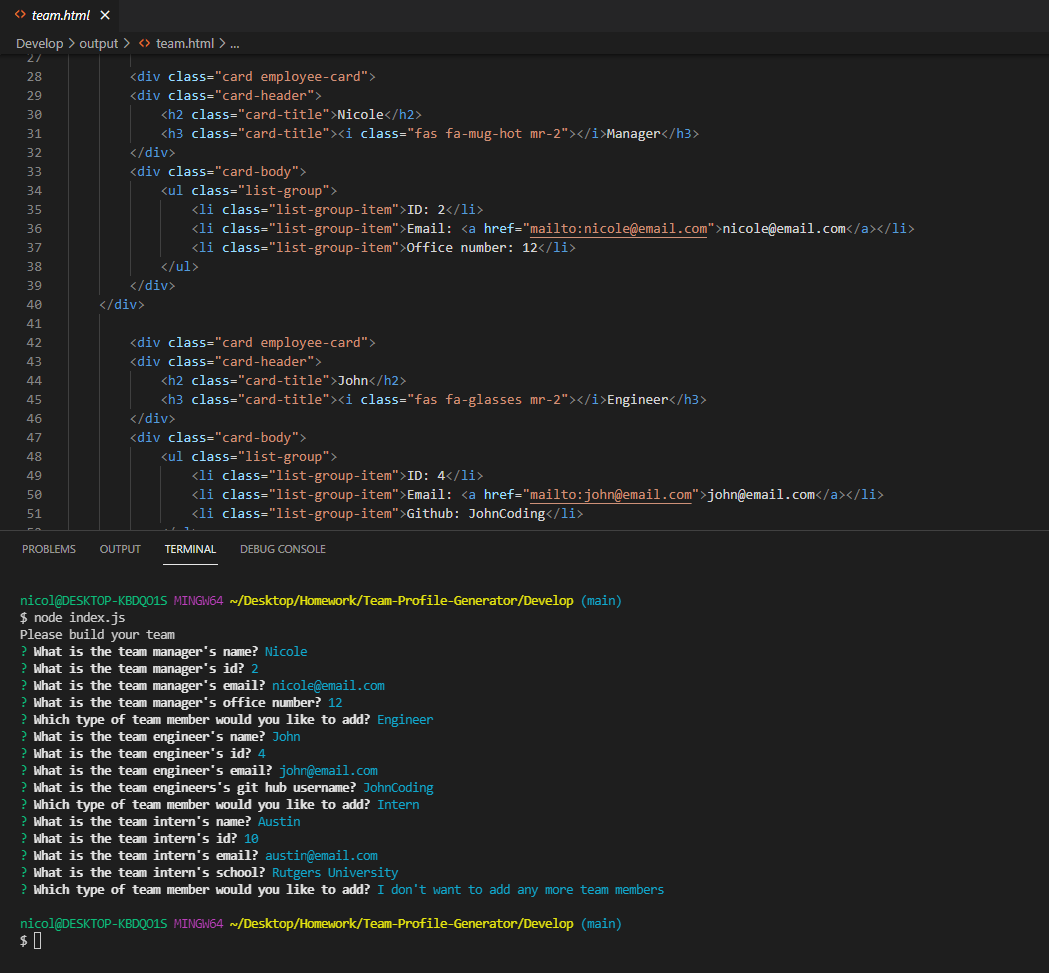 <> team.html ×
Develop > output > <> team.html > ...
27
28 <div class="card employee-card">
29 <div class="card-header">
30 <h2 class="card-title">Nicole</h2>
31 <h3 class="card-title"><i class="fas fa-mug-hot mr-2"></i>Manager</h3>
32 </div>
33 <div class="card-body">
34 <ul class="list-group">
35 <li class="list-group-item">ID: 2</li>
36 <li class="list-group-item">Email: <a href="mailto:nicole@email.com">nicole@email.com</a></li>
37 <li class="list-group-item">Office number: 12</li>
38 </ul>
39 </div>
40 </div>
41
42 <div class="card employee-card">
43 <div class="card-header">
44 <h2 class="card-title">John</h2>
45 <h3 class="card-title"><i class="fas fa-glasses mr-2"></i>Engineer</h3>
46 </div>
47 <div class="card-body">
48 <ul class="list-group">
49 <li class="list-group-item">ID: 4</li>
50 <li class="list-group-item">Email: <a href="mailto:john@email.com">john@email.com</a></li>
51 <li class="list-group-item">Github: JohnCoding</li>
PROBLEMS OUTPUT TERMINAL DEBUG CONSOLE
nicol@DESKTOP-KBDQO1S MINGW64 ~/Desktop/Homework/Team-Profile-Generator/Develop (main)
$ node index.js
Please build your team
? What is the team manager's name? Nicole
? What is the team manager's id? 2
? What is the team manager's email? nicole@email.com
? What is the team manager's office number? 12
? Which type of team member would you like to add? Engineer
? What is the team engineer's name? John
? What is the team engineer's id? 4
? What is the team engineer's email? john@email.com
? What is the team engineers's git hub username? JohnCoding
? Which type of team member would you like to add? Intern
? What is the team intern's name? Austin
? What is the team intern's id? 10
? What is the team intern's email? austin@email.com
? What is the team intern's school? Rutgers University
? Which type of team member would you like to add? I don't want to add any more team members
nicol@DESKTOP-KBDQO1S MINGW64 ~/Desktop/Homework/Team-Profile-Generator/Develop (main)
$